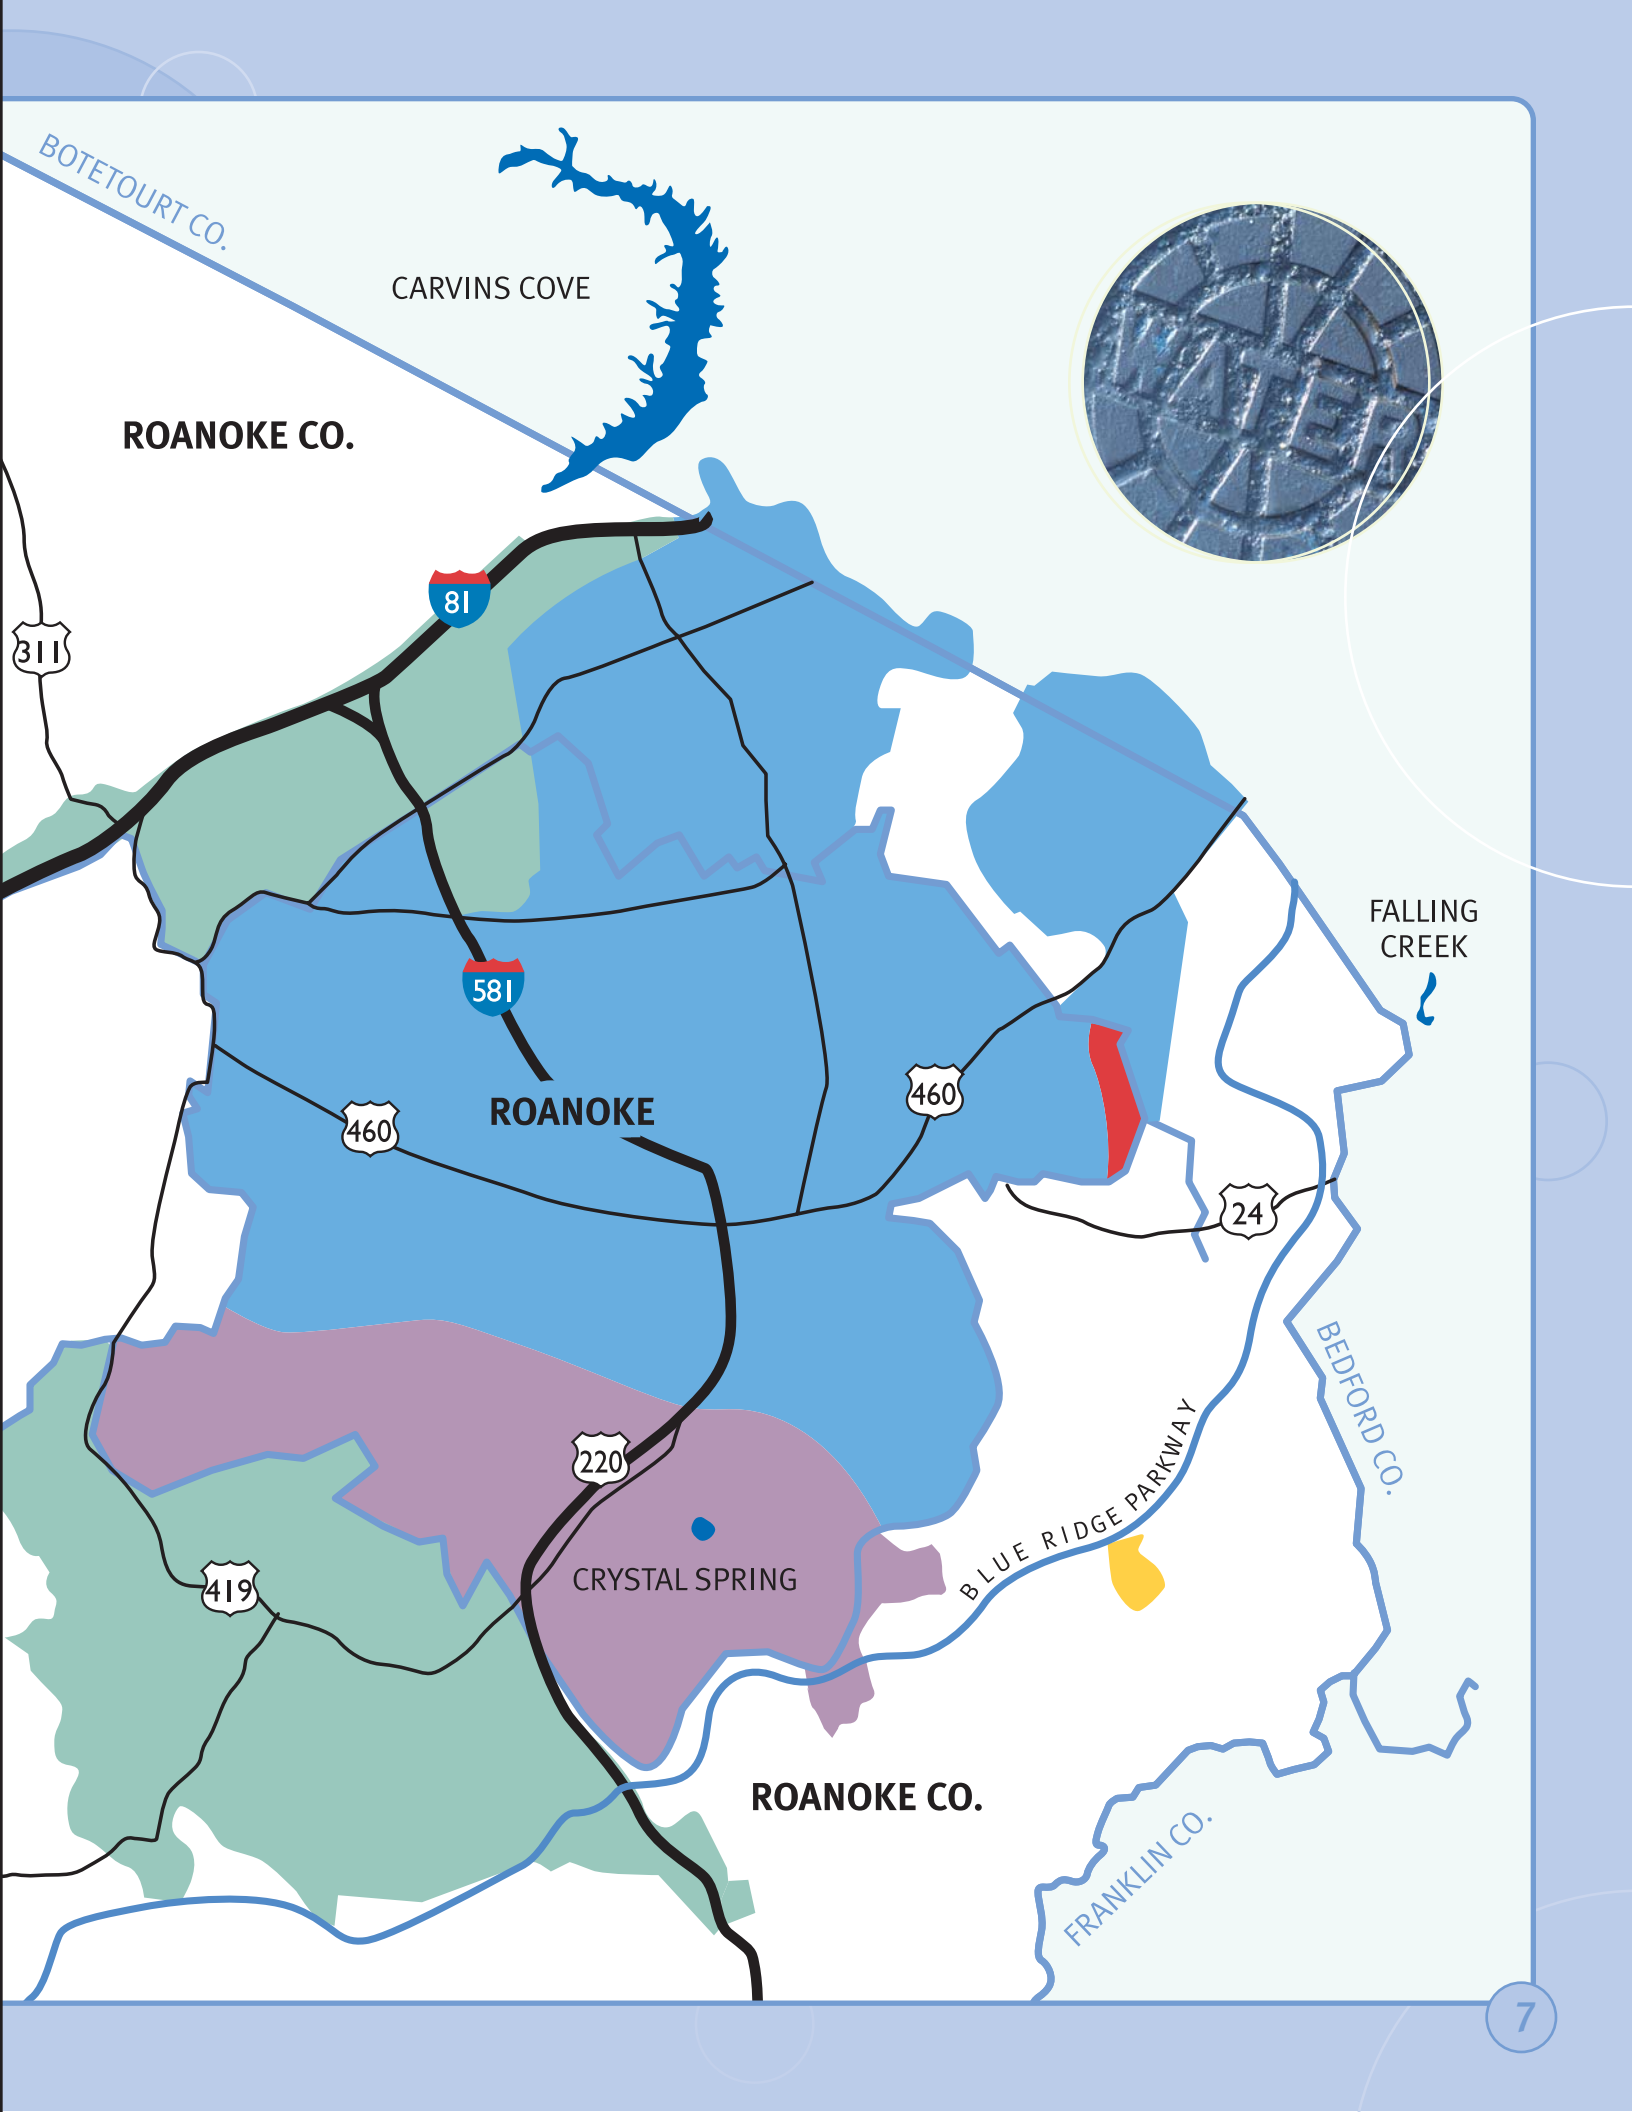 BOTETOURT CO.
CARVINS COVE
WATER
ROANOKE CO.
81
311
FALLING
CREEK
581
ROANOKE
460
460
24
BEDFORD CO.
BLUE RIDGE PARKWAY
220
CRYSTAL SPRING
419
ROANOKE CO.
FRANKLIN CO.
7